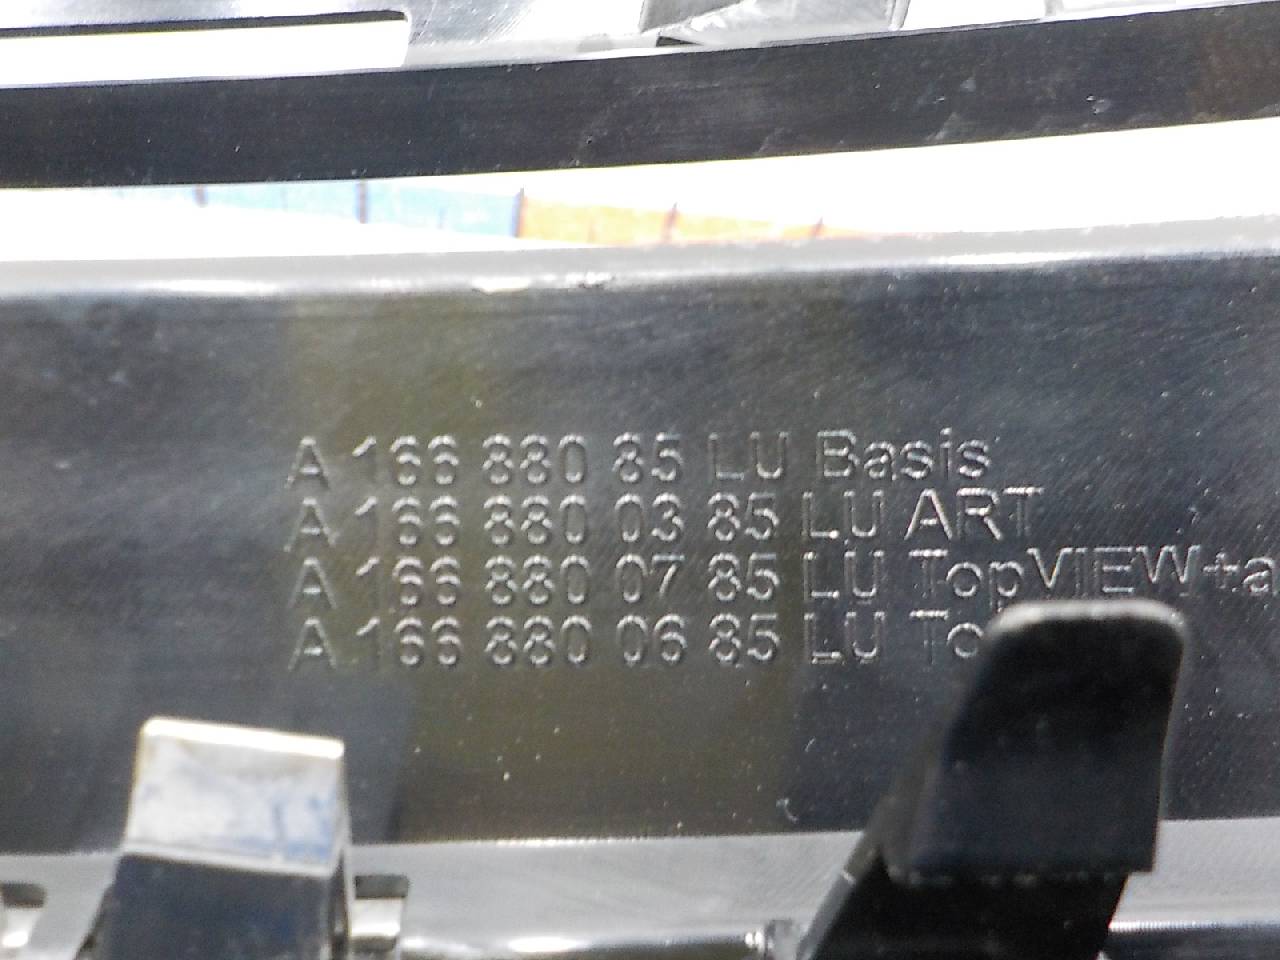 A 166 880 85 LU Basis
A 166 880 03 85 LU ART
A 166 880 07 85 LU TopVIEW+a
A 166 880 06 85 LU To